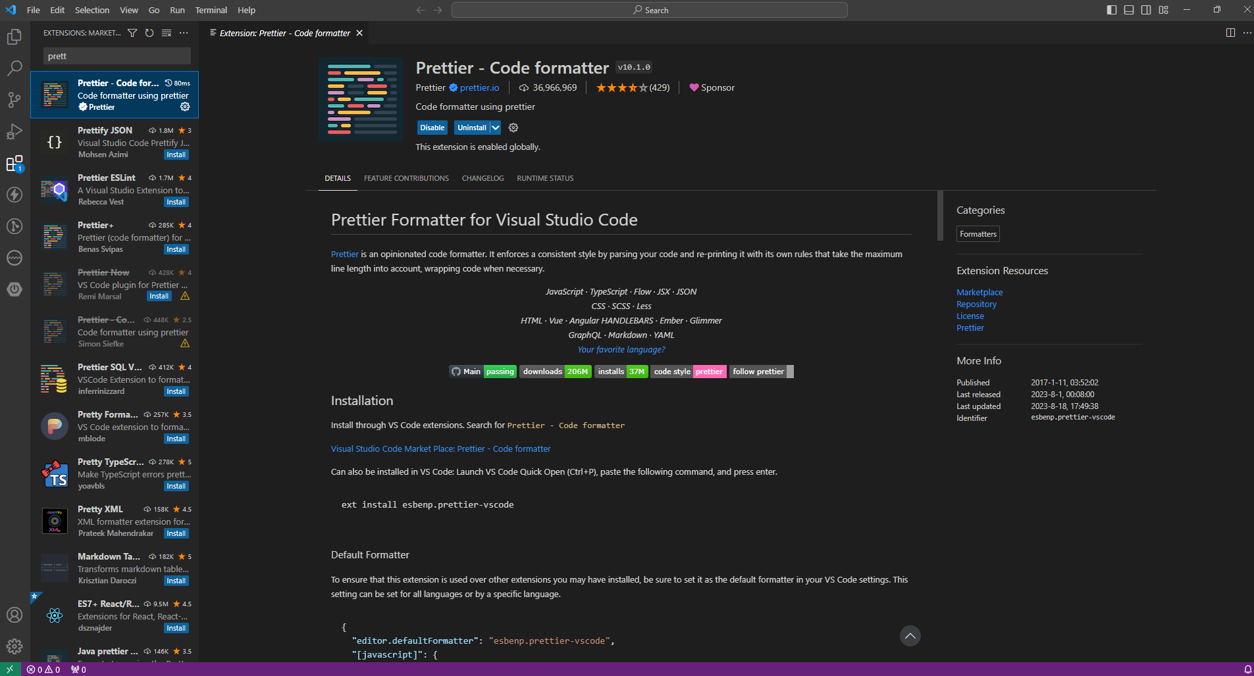 File Edit Selection View Go Run Terminal Help
Search
EXTENSIONS: MARKET...
prett
1
Prettier - Code for... 80ms
Code formatter using prettier
Prettier
Prettify JSON 1.8M 3
Visual Studio Code Prettify J...
Mohsen Azimi Install
Prettier ESLint 1.7M 4
A Visual Studio Extension to...
Rebecca Vest Install
Prettier+ 285K 4
Prettier (code formatter) for ...
Benas Svipas Install
Prettier Now 428K 4
VS Code plugin for Prettier ...
Remi Marsal Install
Prettier - Co... 448K 2.5
Code formatter using prettier
Simon Siefke
Prettier SQL V... 412K 4
VSCode Extension to format...
inferrinizzard Install
Pretty Forma... 257K 3.5
VS Code extension to forma...
mblode Install
Pretty TypeScr... 278K 5
Make TypeScript errors prett...
yoavbls Install
Pretty XML 158K 4.5
XML formatter extension for...
Prateek Mahendrakar Install
Markdown Ta... 182K 5
Transforms markdown table...
Krisztian Daroczi Install
ES7+ React/R... 9.5M 4.5
Extensions for React, React-...
dsznajder Install
Java prettier ... 146K 3.5
Extension: Prettier - Code formatter
Prettier - Code formatter v10.1.0
Prettier prettier.io 36,966,969 (429) Sponsor
Code formatter using prettier
Disable Uninstall
This extension is enabled globally.
DETAILS FEATURE CONTRIBUTIONS CHANGELOG RUNTIME STATUS
Prettier Formatter for Visual Studio Code
Prettier is an opinionated code formatter. It enforces a consistent style by parsing your code and re-printing it with its own rules that take the maximum
line length into account, wrapping code when necessary.
JavaScript · TypeScript · Flow · JSX · JSON
CSS · SCSS · Less
HTML · Vue · Angular HANDLEBARS · Ember · Glimmer
GraphQL · Markdown · YAML
Your favorite language?
Main passing downloads 206M installs 37M code style prettier follow prettier
Installation
Install through VS Code extensions. Search for Prettier - Code formatter
Visual Studio Code Market Place: Prettier - Code formatter
Can also be installed in VS Code: Launch VS Code Quick Open (Ctrl+P), paste the following command, and press enter.
ext install esbenp.prettier-vscode
Default Formatter
To ensure that this extension is used over other extensions you may have installed, be sure to set it as the default formatter in your VS Code settings. This
setting can be set for all languages or by a specific language.
{
"editor.defaultFormatter": "esbenp.prettier-vscode",
"[javascript]": {
Categories
Formatters
Extension Resources
Marketplace
Repository
License
Prettier
More Info
Published 2017-1-11, 03:52:02
Last released 2023-8-1, 00:08:00
Last updated 2023-8-18, 17:49:38
Identifier esbenp.prettier-vscode
0 0 0